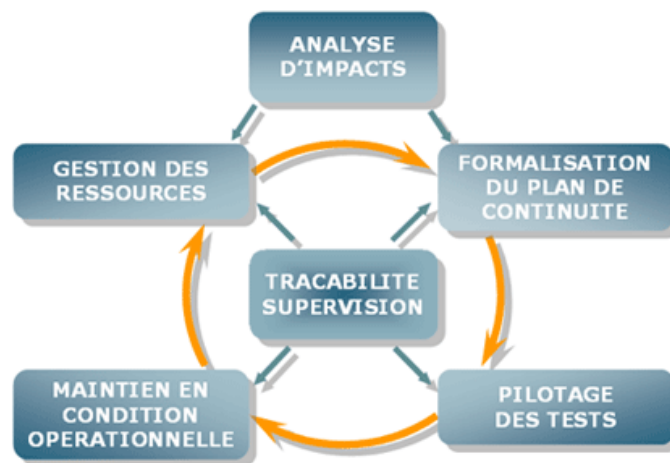 ANALYSE
D'IMPACTS
GESTION DES
RESSOURCES
FORMALISATION
DU PLAN DE
CONTINUITE
TRACABILITE
SUPERVISION
MAINTIEN EN
CONDITION
OPERATIONNELLE
PILOTAGE
DES TESTS